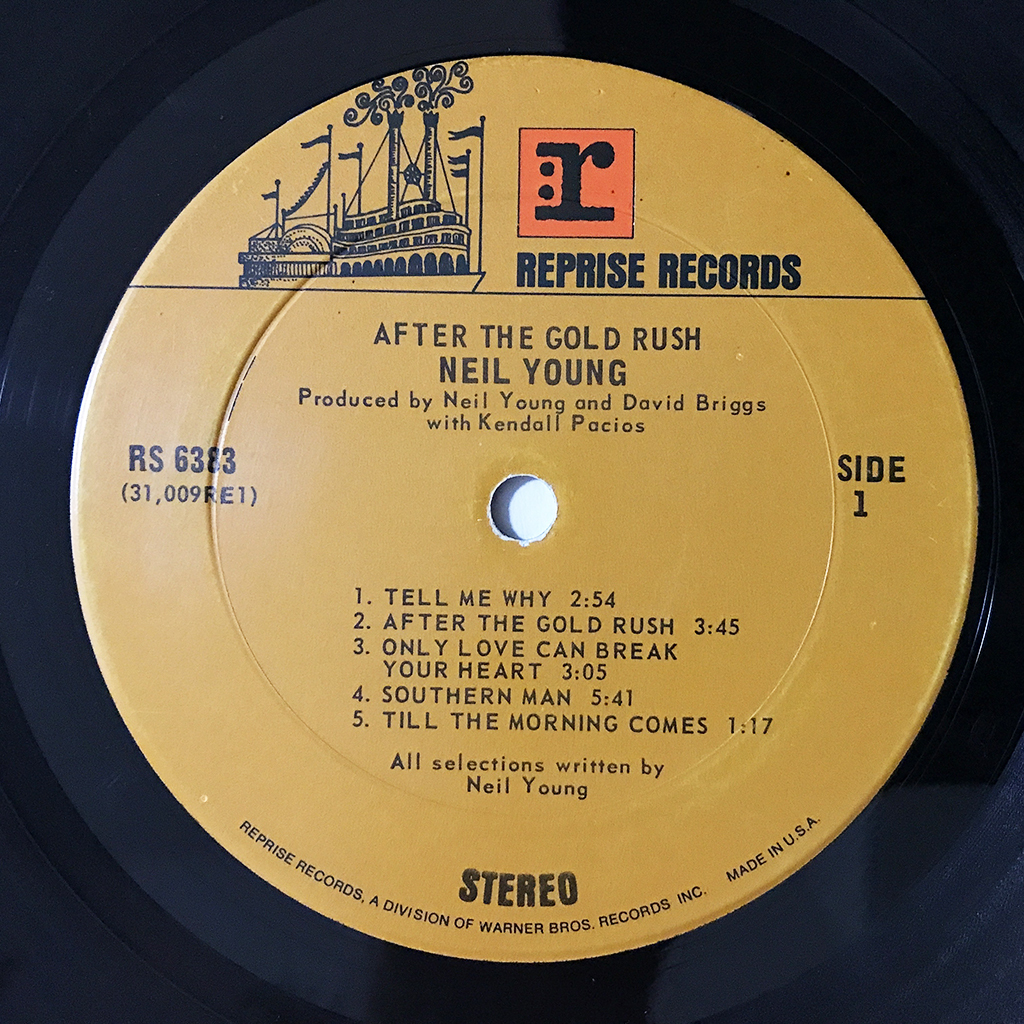 r
REPRISE RECORDS
AFTER THE GOLD RUSH
NEIL YOUNG
Produced by Neil Young and David Briggs
with Kendall Pacios
RS 6383
(31,009RE1)
SIDE
1
1. TELL ME WHY 2:54
2. AFTER THE GOLD RUSH 3:45
3. ONLY LOVE CAN BREAK
YOUR HEART 3:05
4. SOUTHERN MAN 5:41
5. TILL THE MORNING COMES 1:17
All selections written by
Neil Young
STEREO
REPRISE RECORDS, A DIVISION OF WARNER BROS. RECORDS INC. MADE IN U.S.A.